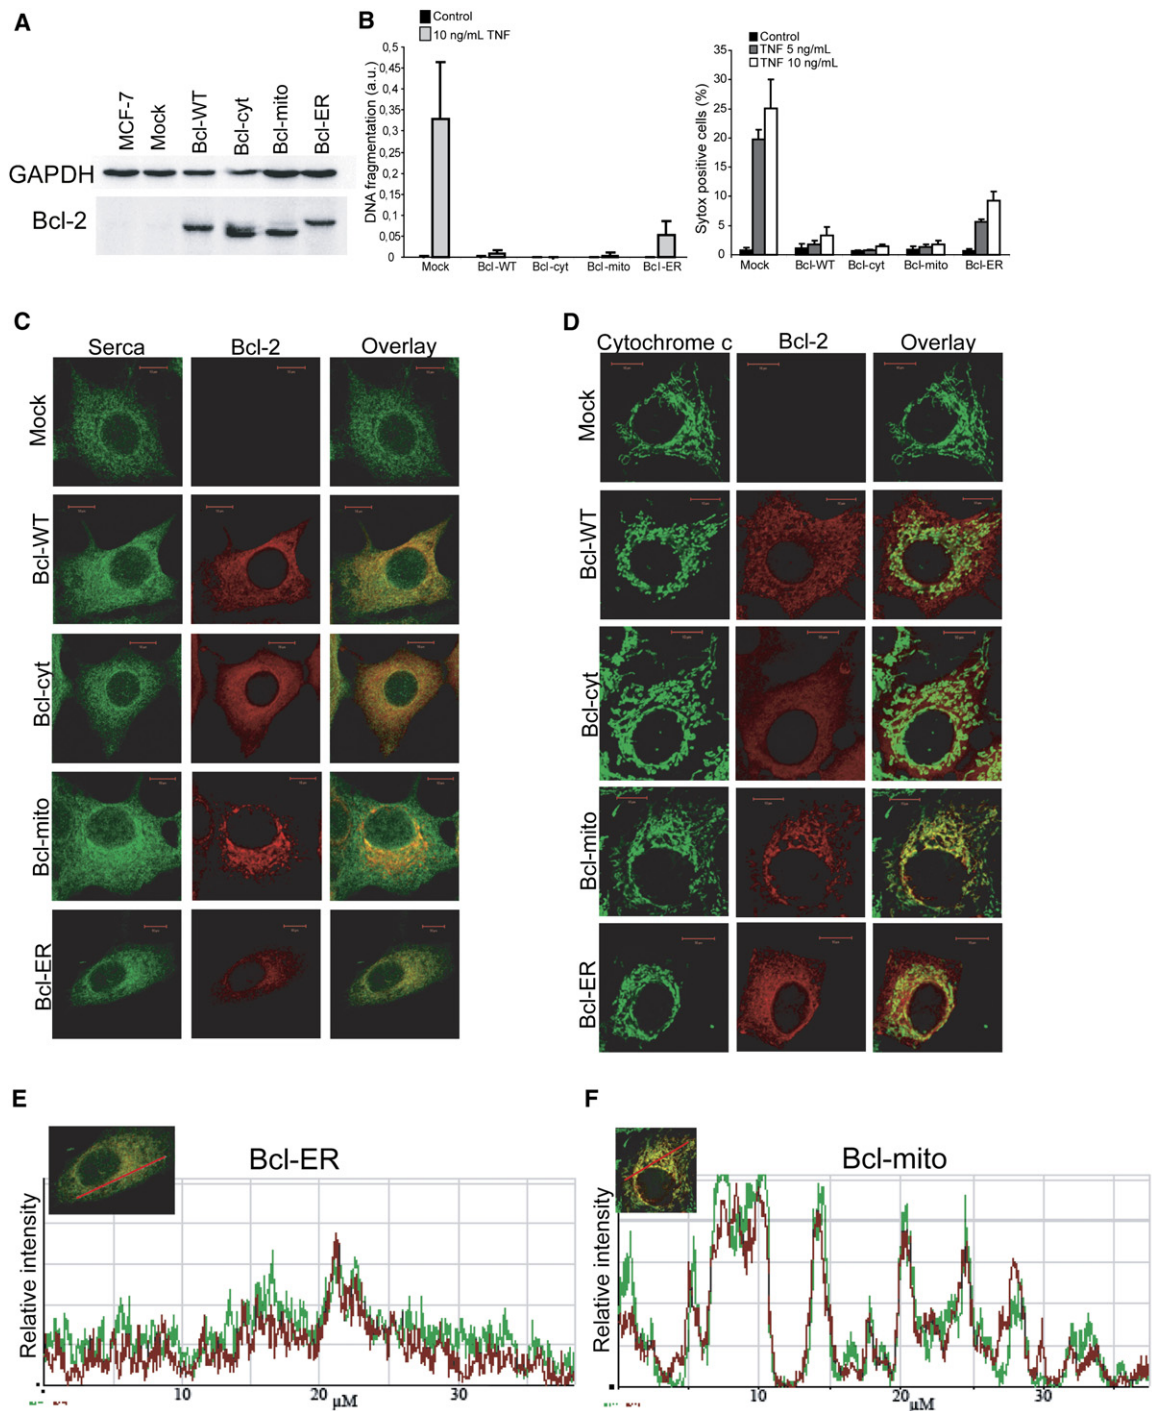 A
MCF-7
Mock
Bcl-WT
Bcl-cyt
Bcl-mito
Bcl-ER
GAPDH
Bcl-2
B
Control
10 ng/mL TNF
DNA fragmentation (a.u.)
0,5
0,45
0,4
0,35
0,3
0,25
0,2
0,15
0,1
0,05
0
Mock Bcl-WT Bcl-cyt Bcl-mito Bcl-ER
Control
TNF 5 ng/mL
TNF 10 ng/mL
Sytox positive cells (%)
35
30
25
20
15
10
5
0
Mock Bcl-WT Bcl-cyt Bcl-mito Bcl-ER
C
Serca Bcl-2 Overlay
Mock
Bcl-WT
Bcl-cyt
Bcl-mito
Bcl-ER
D
Cytochrome c Bcl-2 Overlay
Mock
Bcl-WT
Bcl-cyt
Bcl-mito
Bcl-ER
E
Bcl-ER
Relative intensity
10 20 30
μM
F
Bcl-mito
Relative intensity
10 20 30
μM